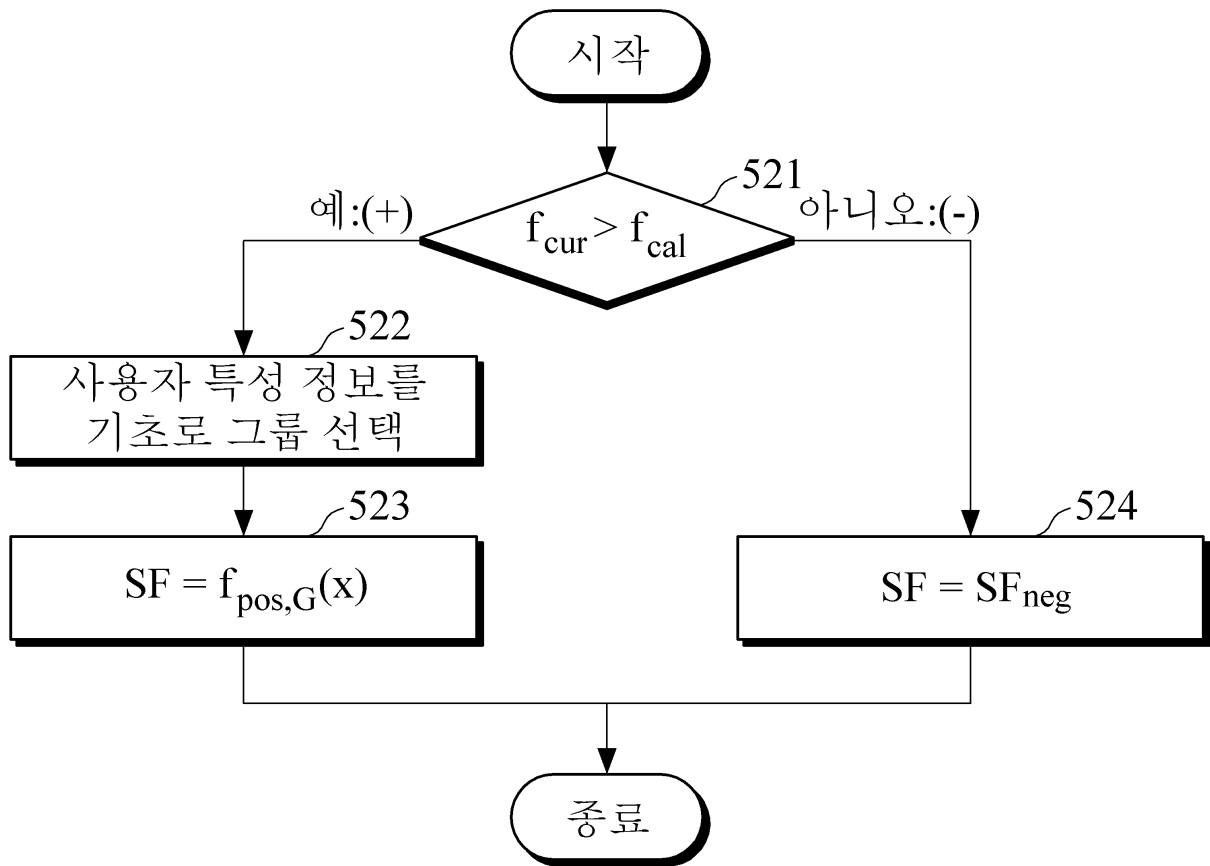 시작
521
예:(+)
f_cur > f_cal
아니오:(-)
522
사용자 특성 정보를
기초로 그룹 선택
523
SF = f_pos,G(x)
524
SF = SF_neg
종료